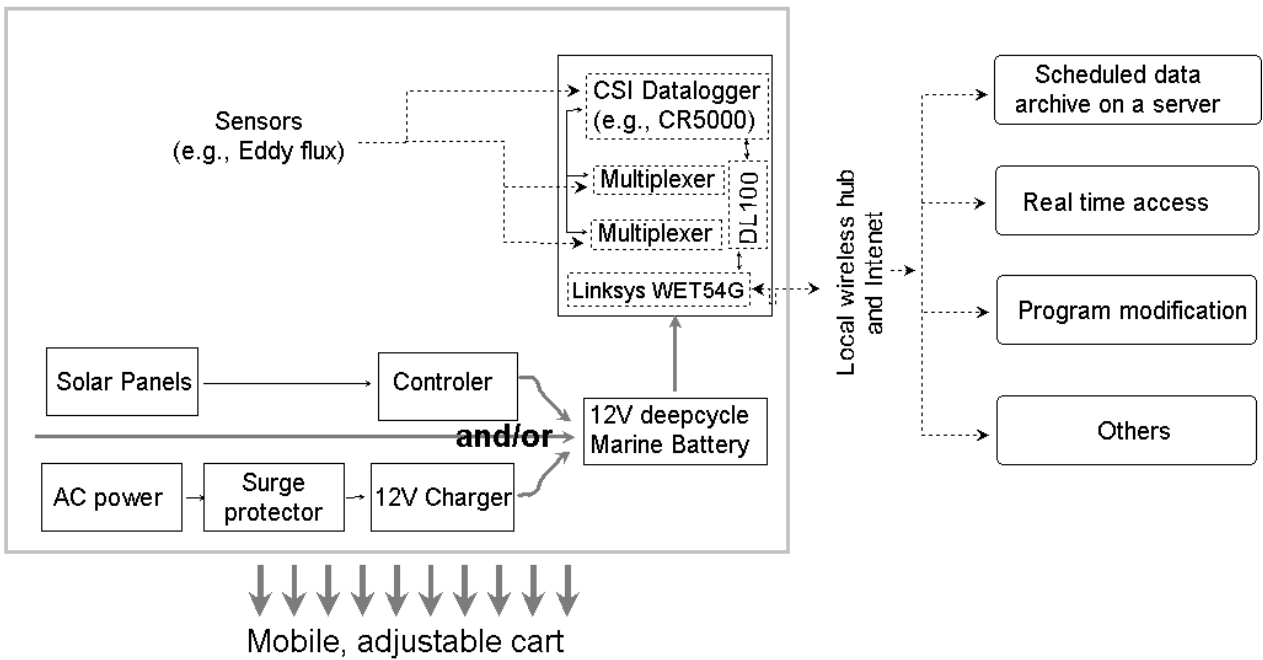 CSI Datalogger
(e.g., CR5000)
Sensors
(e.g., Eddy flux)
Multiplexer
Multiplexer
DL100
Linksys WET54G
Local wireless hub
and Intenet
Scheduled data
archive on a server
Real time access
Program modification
Others
Solar Panels
Controler
and/or
12V deepcycle
Marine Battery
AC power
Surge
protector
12V Charger
Mobile, adjustable cart